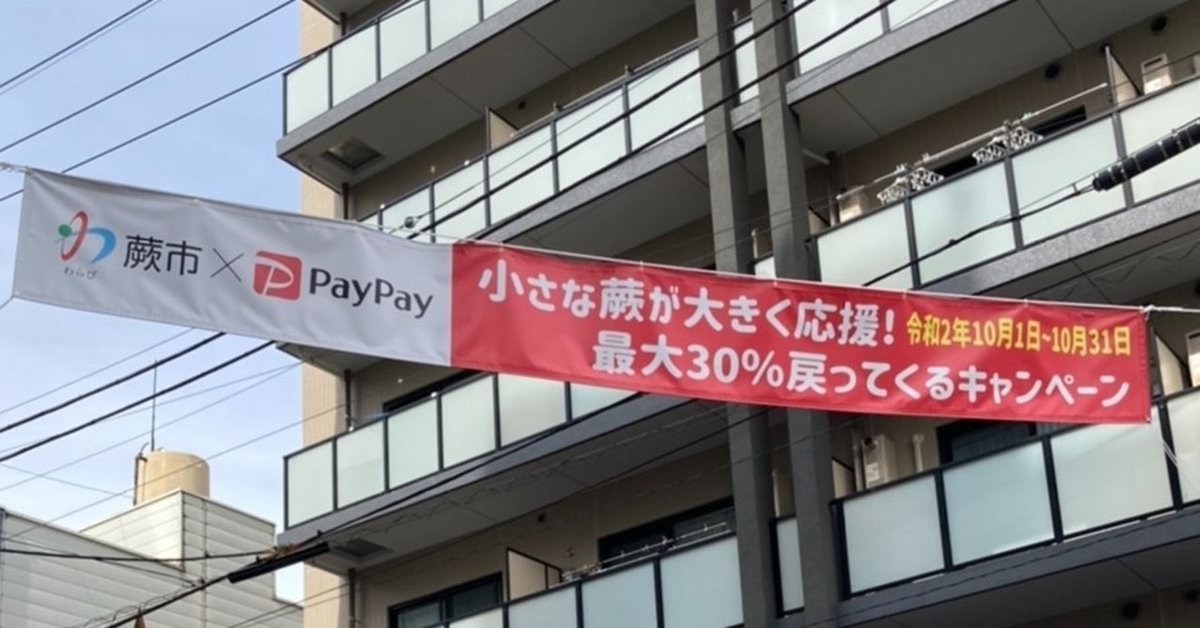 わらび
蕨市×PayPay
小さな蕨が大きく応援! 令和2年10月1日~10月31日
最大30%戻ってくるキャンペーン